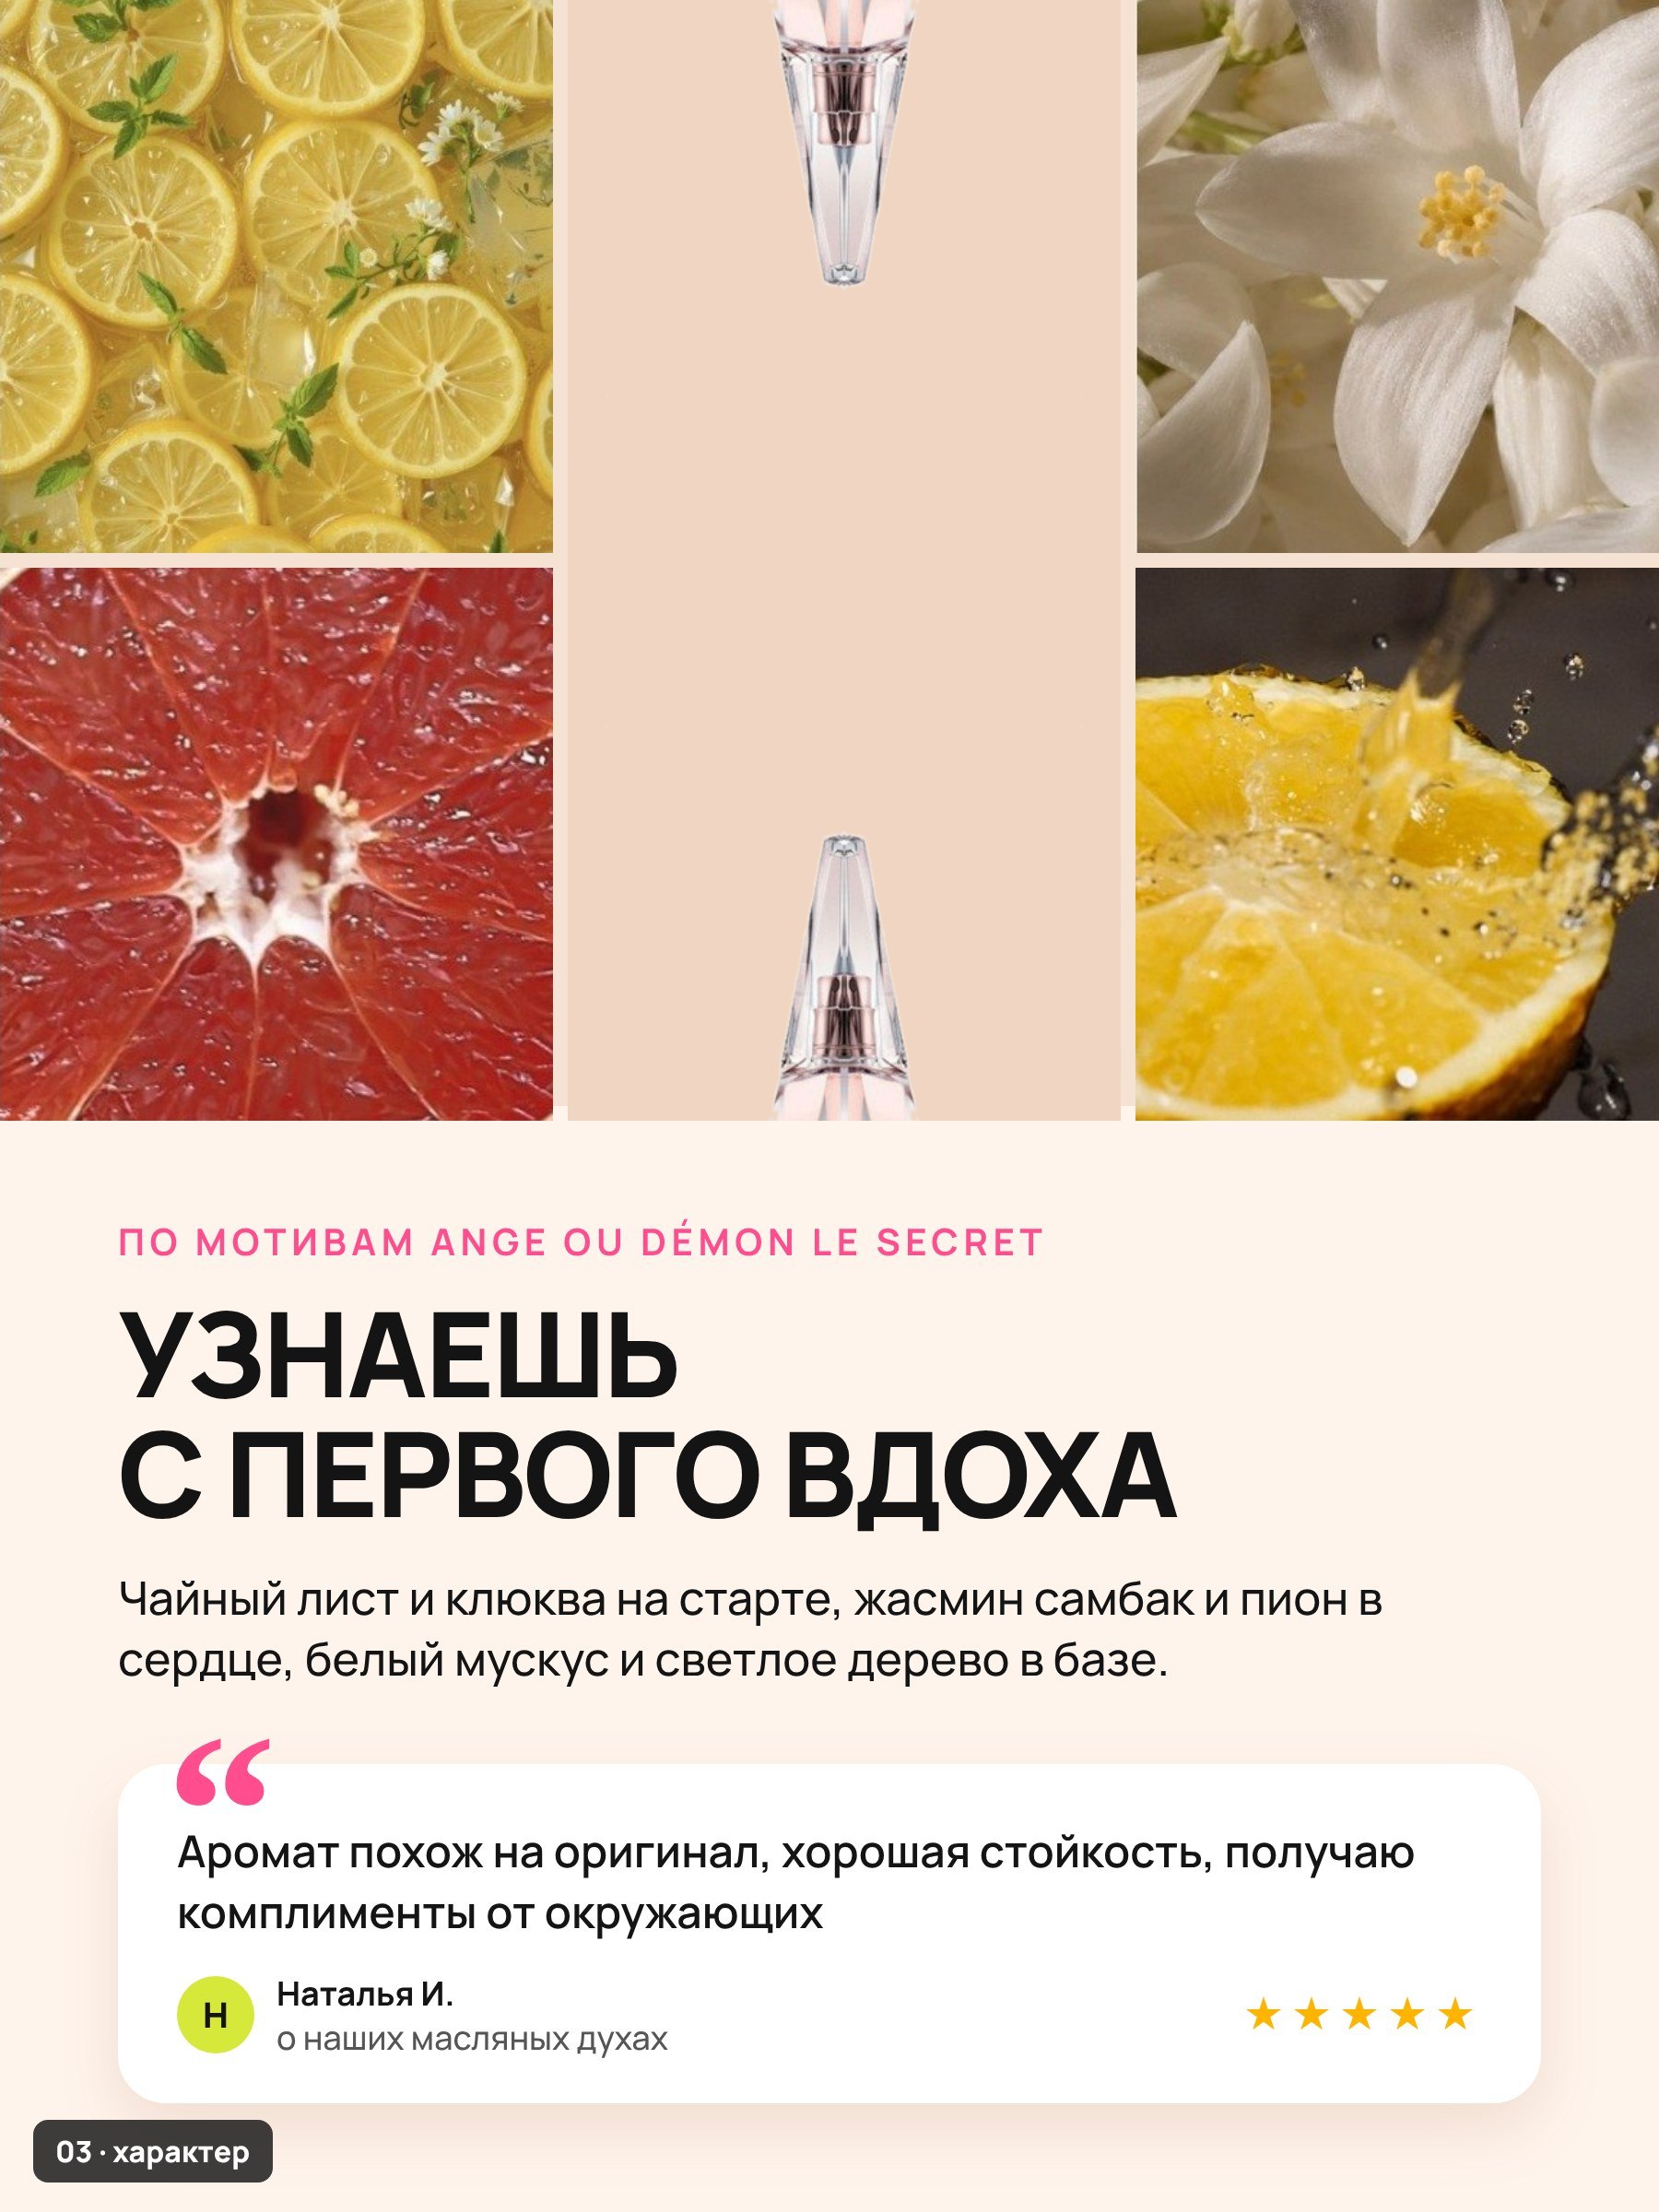 ПО МОТИВАМ ANGE OU DÉMON LE SECRET
УЗНАЕШЬ
С ПЕРВОГО ВДОХА
Чайный лист и клюква на старте, жасмин самбак и пион в
сердце, белый мускус и светлое дерево в базе.
“
Аромат похож на оригинал, хорошая стойкость, получаю
комплименты от окружающих
Н
Наталья И.
о наших масляных духах
★★★★★
03 · характер